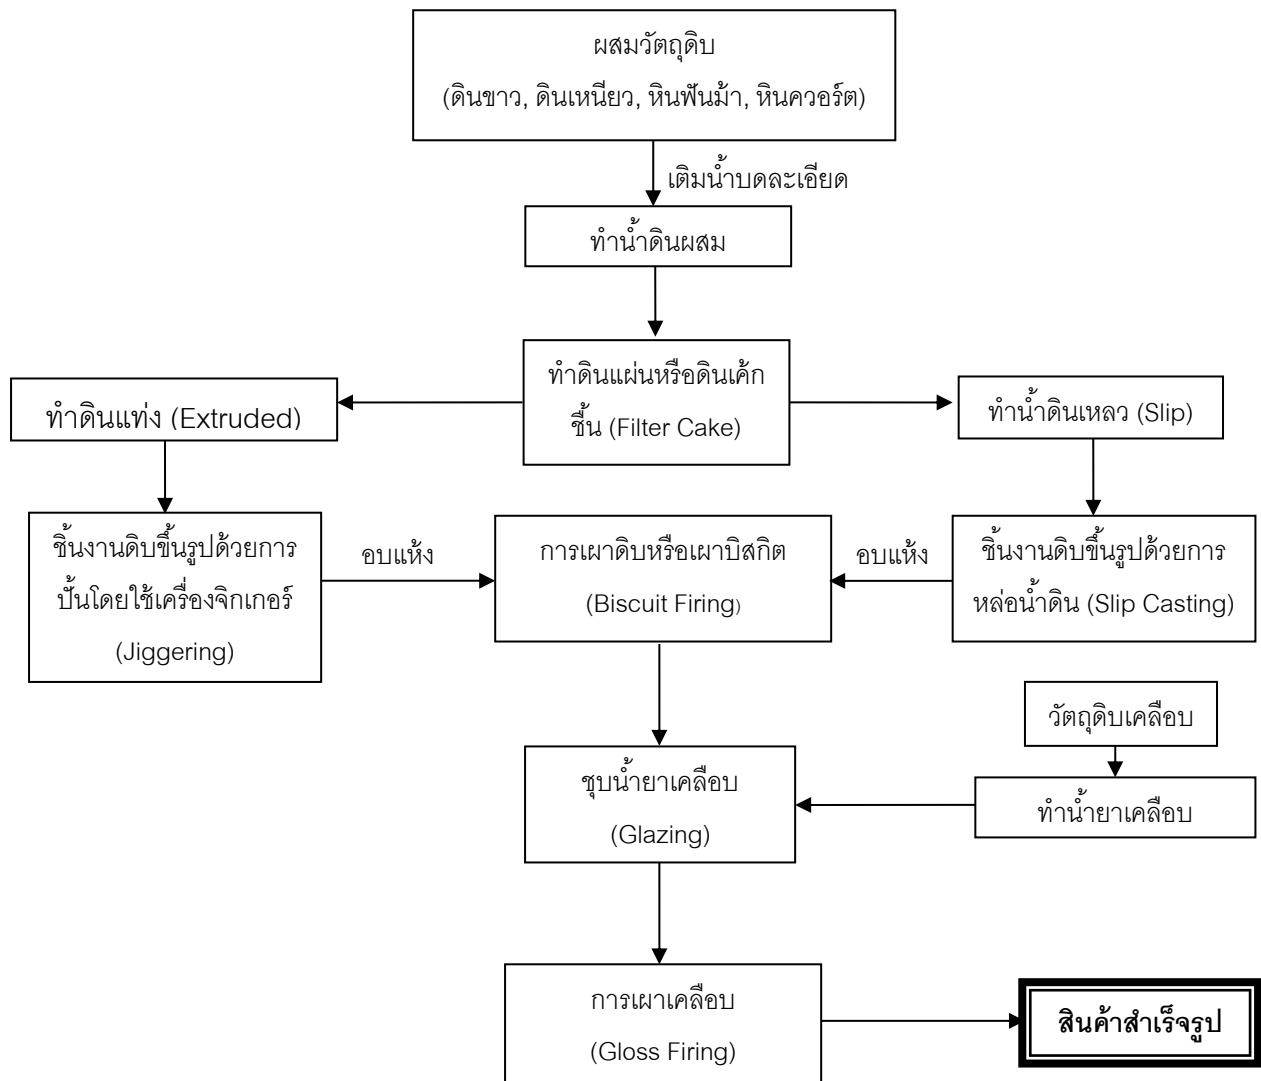 ผสมวัตถุดิบ
(ดินขาว, ดินเหนียว, หินฟันม้า, หินควอร์ต)
เติมน้ำบดละเอียด
ทำน้ำดินผสม
ทำดินแผ่นหรือดินเค้ก
ชื้น (Filter Cake)
ทำดินแท่ง (Extruded)
ทำน้ำดินเหลว (Slip)
ชิ้นงานดิบขึ้นรูปด้วยการ
ปั้นโดยใช้เครื่องจิกเกอร์
(Jiggering)
อบแห้ง
การเผาดิบหรือเผาบิสกิต
(Biscuit Firing)
อบแห้ง
ชิ้นงานดิบขึ้นรูปด้วยการ
หล่อน้ำดิน (Slip Casting)
วัตถุดิบเคลือบ
ทำน้ำยาเคลือบ
ชุบน้ำยาเคลือบ
(Glazing)
การเผาเคลือบ
(Gloss Firing)
สินค้าสำเร็จรูป